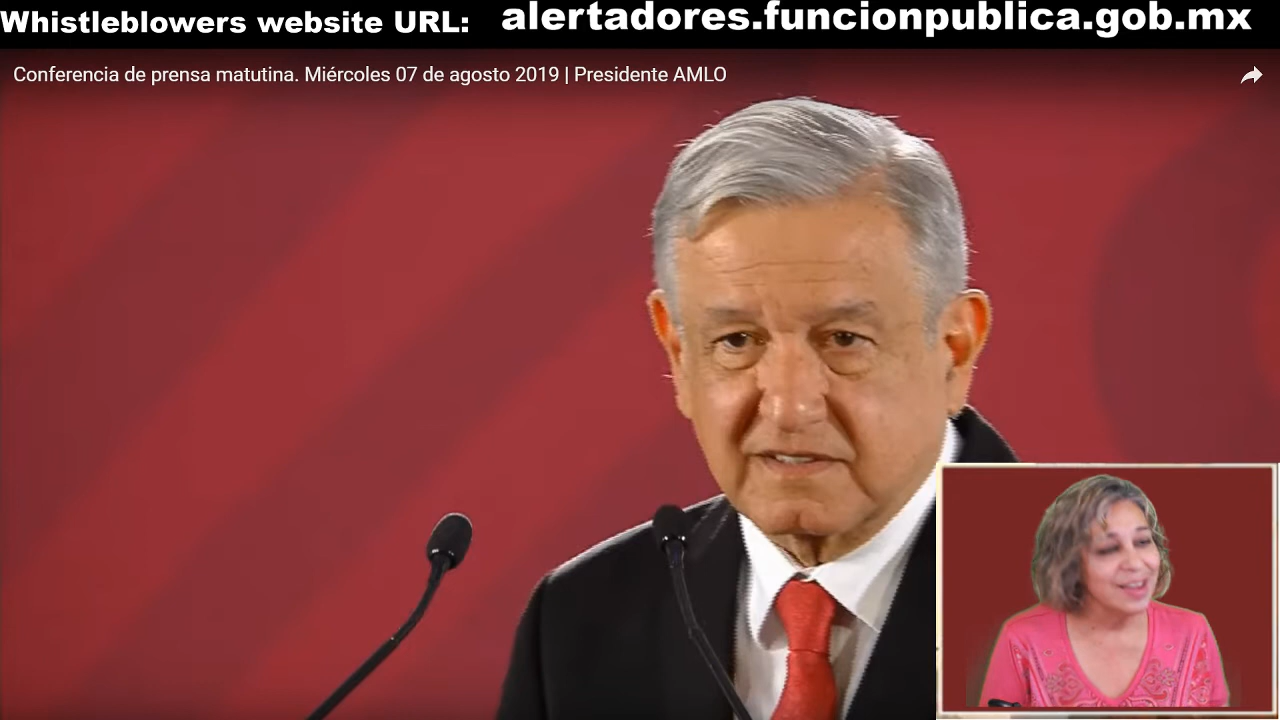 Whistleblowers website URL: alertadores.funcionpublica.gob.mx
Conferencia de prensa matutina. Miércoles 07 de agosto 2019 | Presidente AMLO